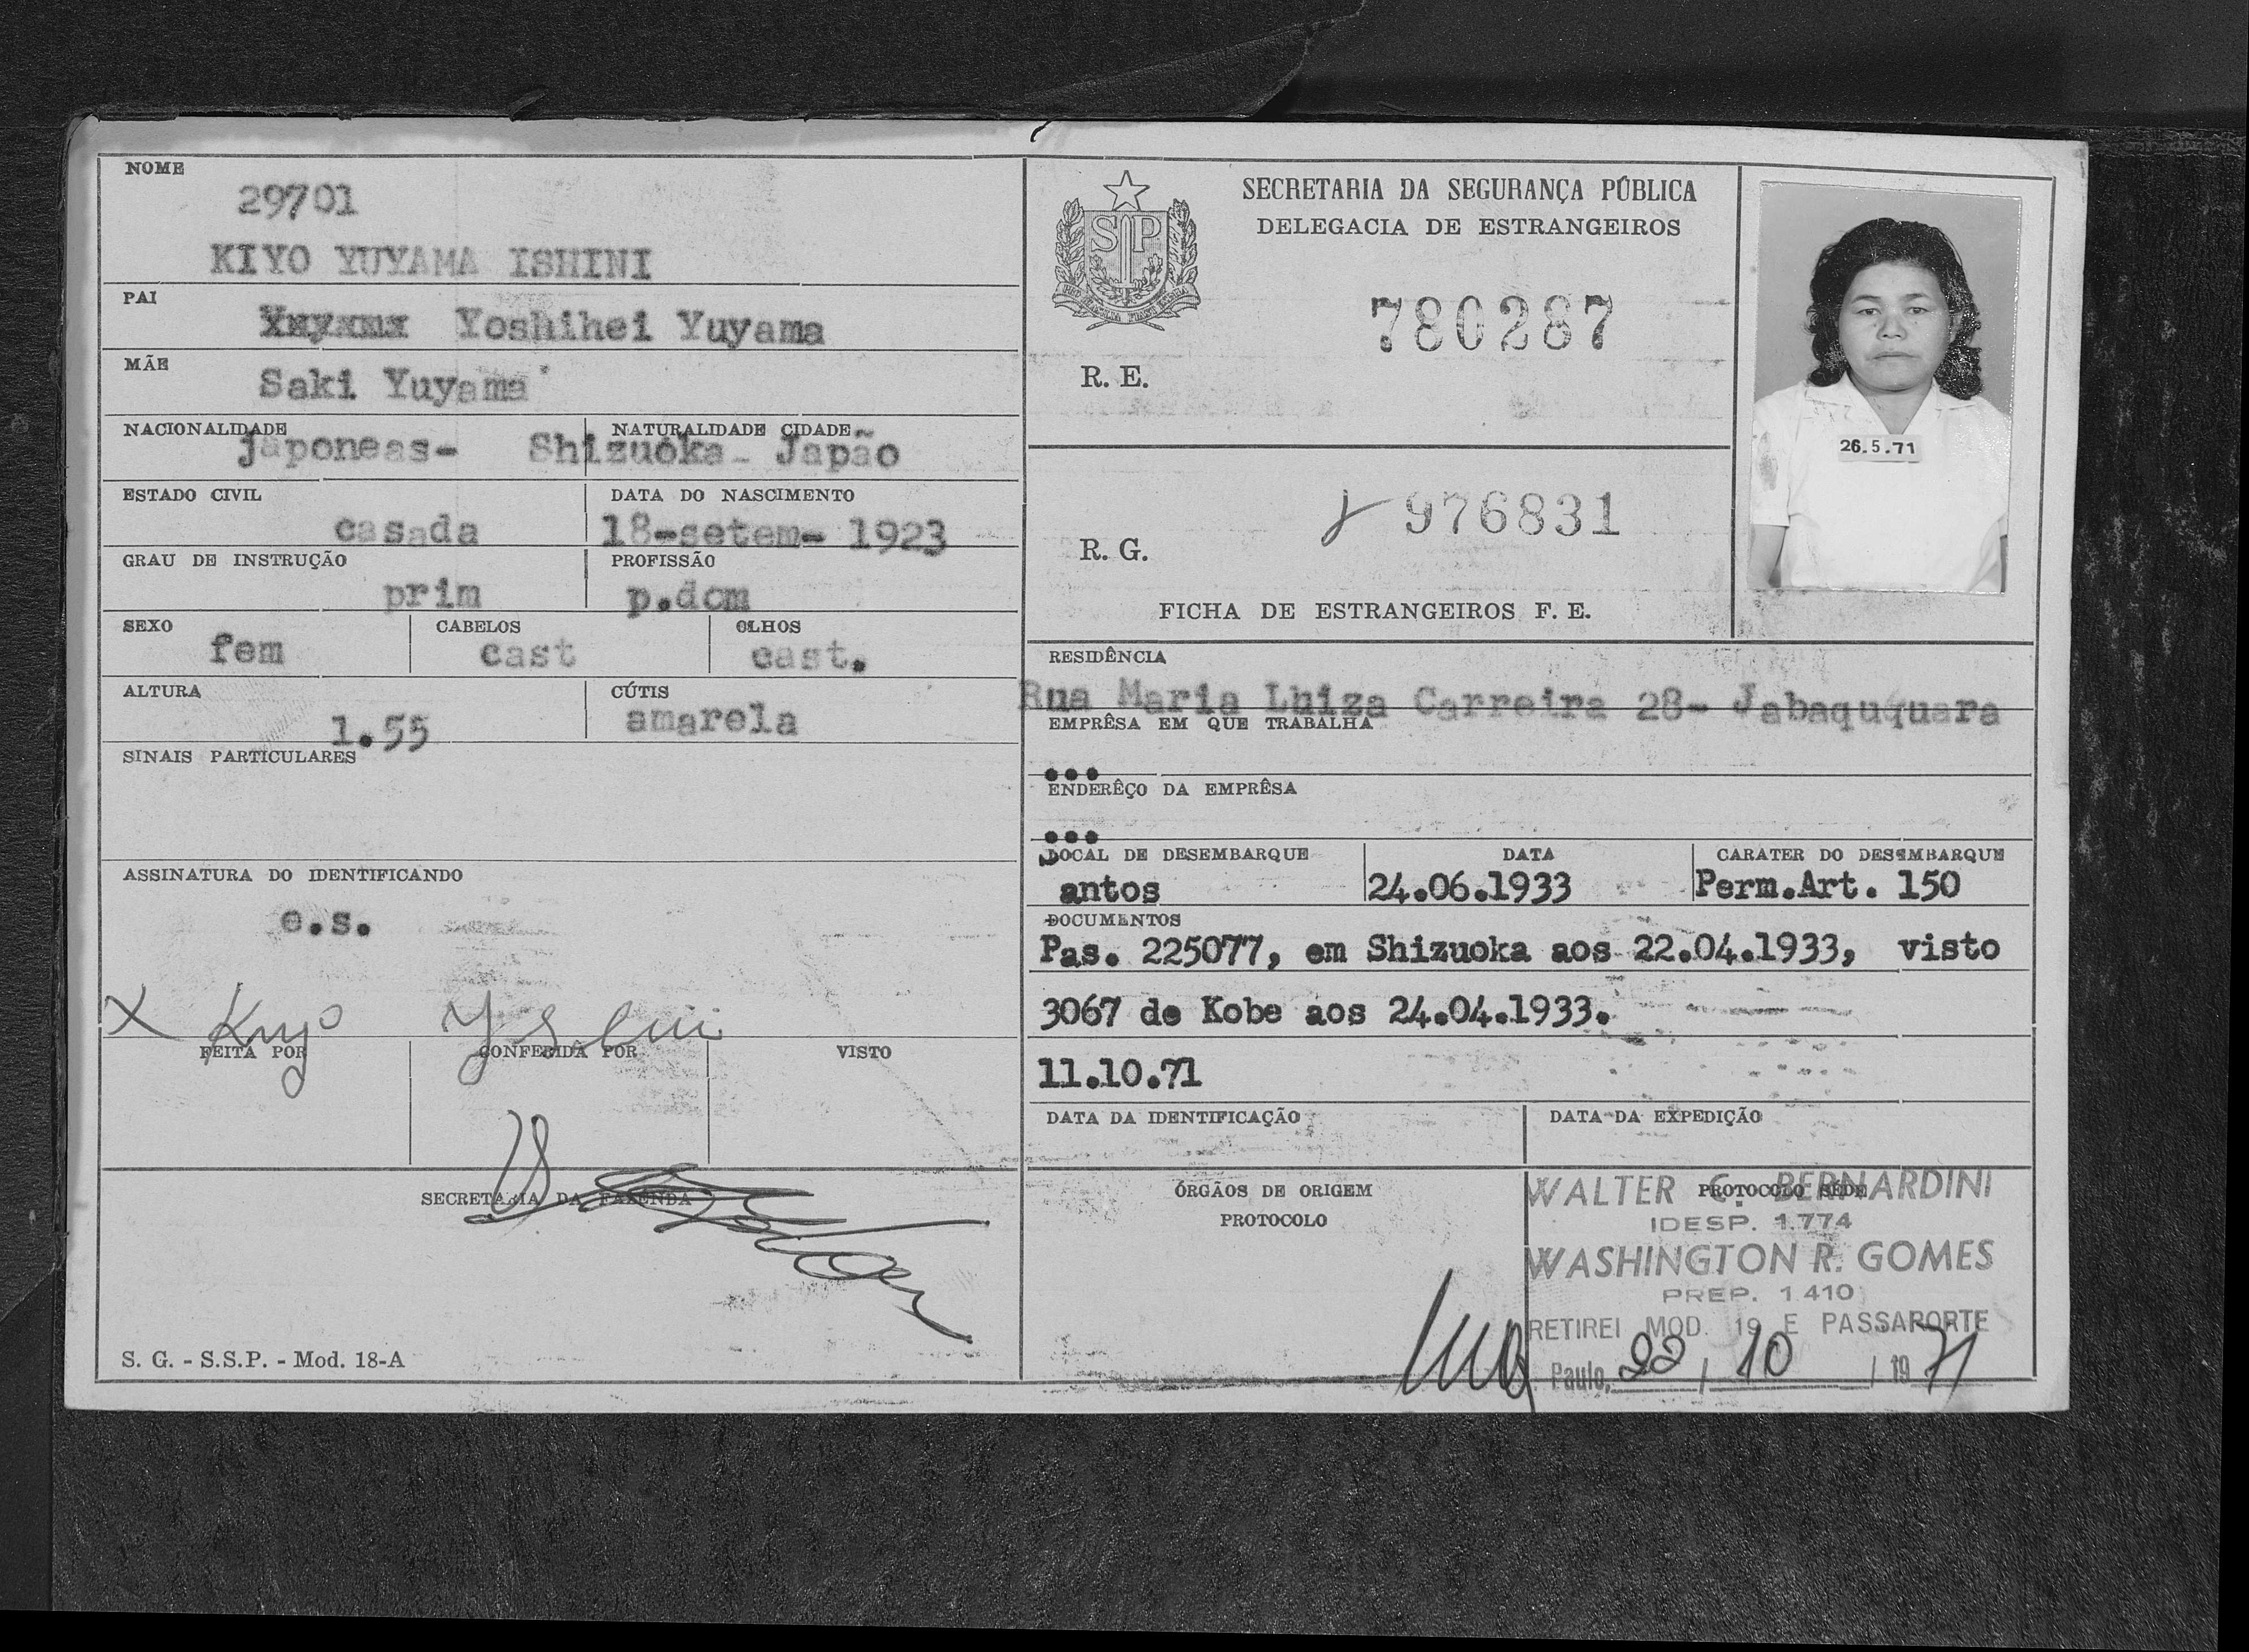 NOME
29701
KIYO YUYAMA ISHINI
PAI
Yoshihei Yuyama
MÃE
Saki Yuyama
NACIONALIDADE
NATURALIDADE CIDADE
japoneas- Shizuóka - Japão
ESTADO CIVIL
DATA DO NASCIMENTO
casada
18-setem- 1923
GRAU DE INSTRUÇÃO
PROFISSÃO
prim
p.dom
SEXO
CABELOS
OLHOS
fem
cast
cast.
ALTURA
CÚTIS
1.55
amarela
SINAIS PARTICULARES
ASSINATURA DO IDENTIFICANDO
e.s.
X Kiyo Yshini
FEITA POR
CONFERIDA POR
VISTO
SECRETARIA DA FAZENDA
S. G. - S.S.P. - Mod. 18-A
SP
SECRETARIA DA SEGURANÇA PÚBLICA
DELEGACIA DE ESTRANGEIROS
780287
R. E.
976831
R. G.
FICHA DE ESTRANGEIROS F. E.
26.5.71
RESIDÊNCIA
Rua Maria Luiza Carreira 28- Jabaququara
EMPRÊSA EM QUE TRABALHA
...
ENDERÊÇO DA EMPRÊSA
...
LOCAL DE DESEMBARQUE
DATA
CARATER DO DESEMBARQUE
Santos
24.06.1933
Perm.Art. 150
DOCUMENTOS
Pas. 225077, em Shizuoka aos 22.04.1933, visto
3067 de Kobe aos 24.04.1933.
11.10.71
DATA DA IDENTIFICAÇÃO
DATA DA EXPEDIÇÃO
ÓRGÃOS DE ORIGEM
PROTOCOLO
PROTOCOLO SÉDE
WALTER C. BERNARDINI
IDESP. 1.774
WASHINGTON R. GOMES
PREP. 1.410
RETIREI MOD. 19 E PASSAPORTE
Paulo, 22 / 10 / 1971